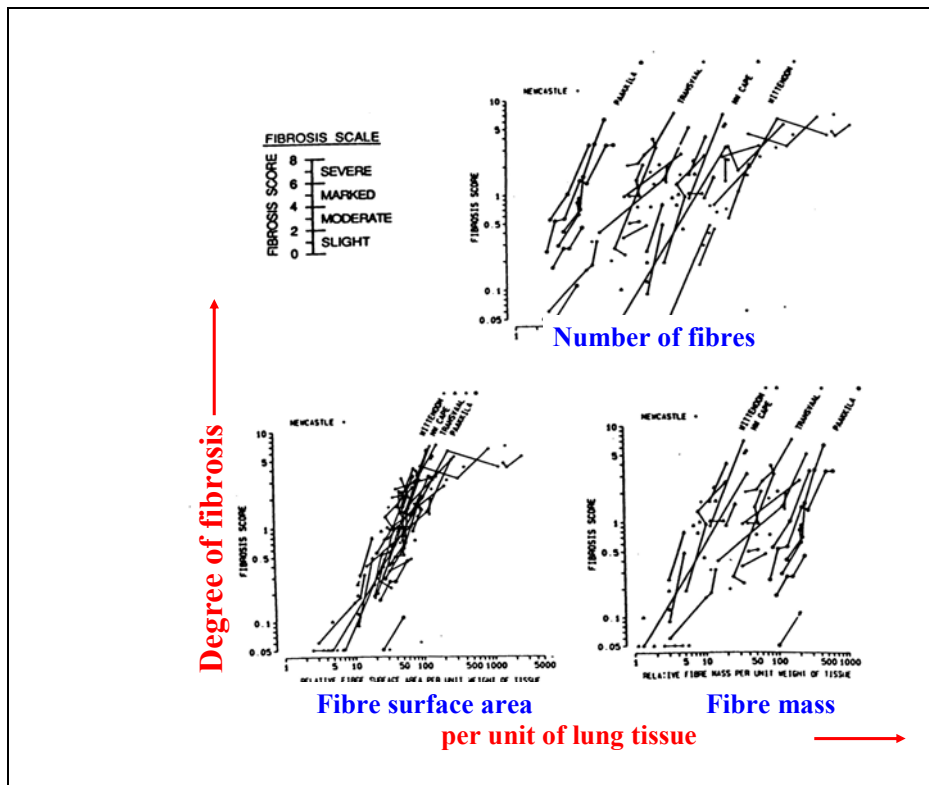 PAAKKILA
TRANSVAAL
NW CAPE
WITTENOOM
NEWCASTLE
FIBROSIS SCALE
FIBROSIS SCORE
8
6
4
2
0
SEVERE
MARKED
MODERATE
SLIGHT
FIBROSIS SCORE
10
5
1
0.5
0.1
0.05
1
Number of fibres
Degree of fibrosis
WITTENOOM
NW CAPE
TRANSVAAL
PAAKKILA
NEWCASTLE
FIBROSIS SCORE
10
5
1
0.5
0.1
0.05
1 5 10 50 100 500 1000 5000
RELATIVE FIBRE SURFACE AREA PER UNIT WEIGHT OF TISSUE
Fibre surface area
WITTENOOM
NW CAPE
TRANSVAAL
PAAKKILA
NEWCASTLE
FIBROSIS SCORE
10
5
1
0.5
0.1
0.05
1 5 10 50 100 500 1000
RELATIVE FIBRE MASS PER UNIT WEIGHT OF TISSUE
Fibre mass
per unit of lung tissue